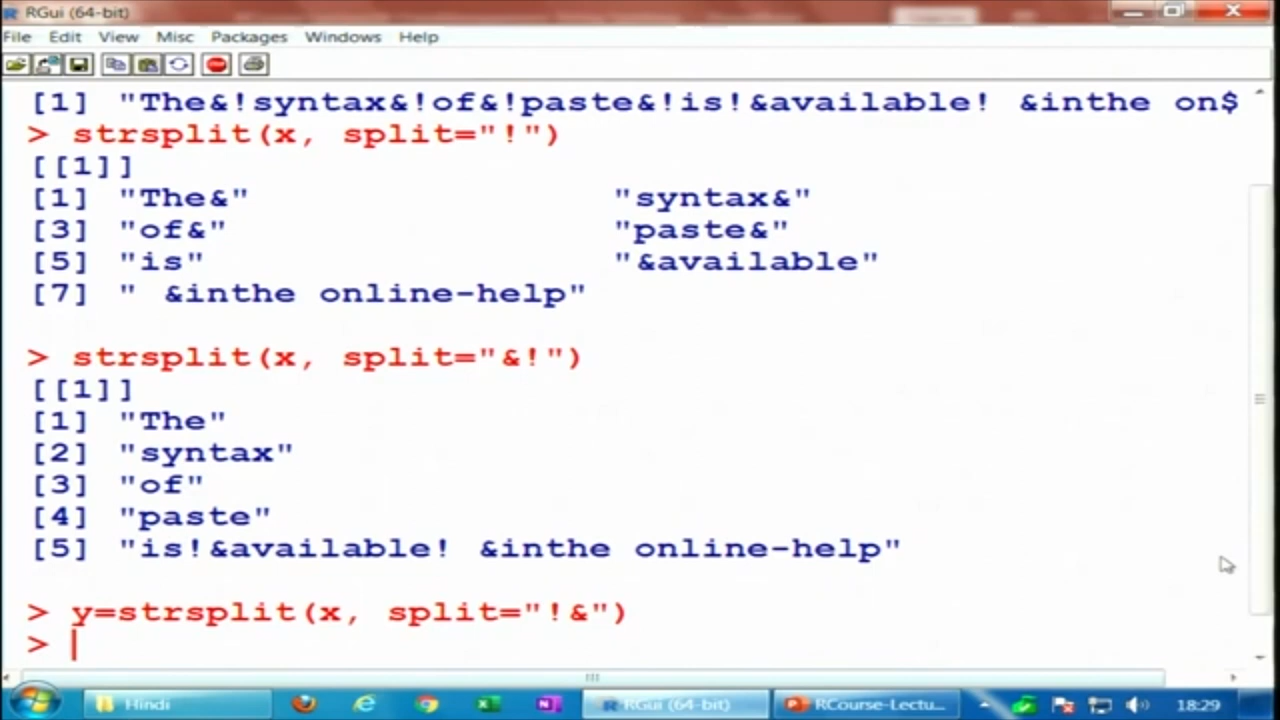 RGui (64-bit)
File Edit View Misc Packages Windows Help
STOP
[1] "The&!syntax&!of&!paste&!is!&available! &inthe on$
> strsplit(x, split="!")
[[1]]
[1] "The&" "syntax&"
[3] "of&" "paste&"
[5] "is" "&available"
[7] " &inthe online-help"
> strsplit(x, split="&!")
[[1]]
[1] "The"
[2] "syntax"
[3] "of"
[4] "paste"
[5] "is!&available! &inthe online-help"
> y=strsplit(x, split="!&")
>
Hindi RGui (64-bit) RCourse-Lectu... 18:29